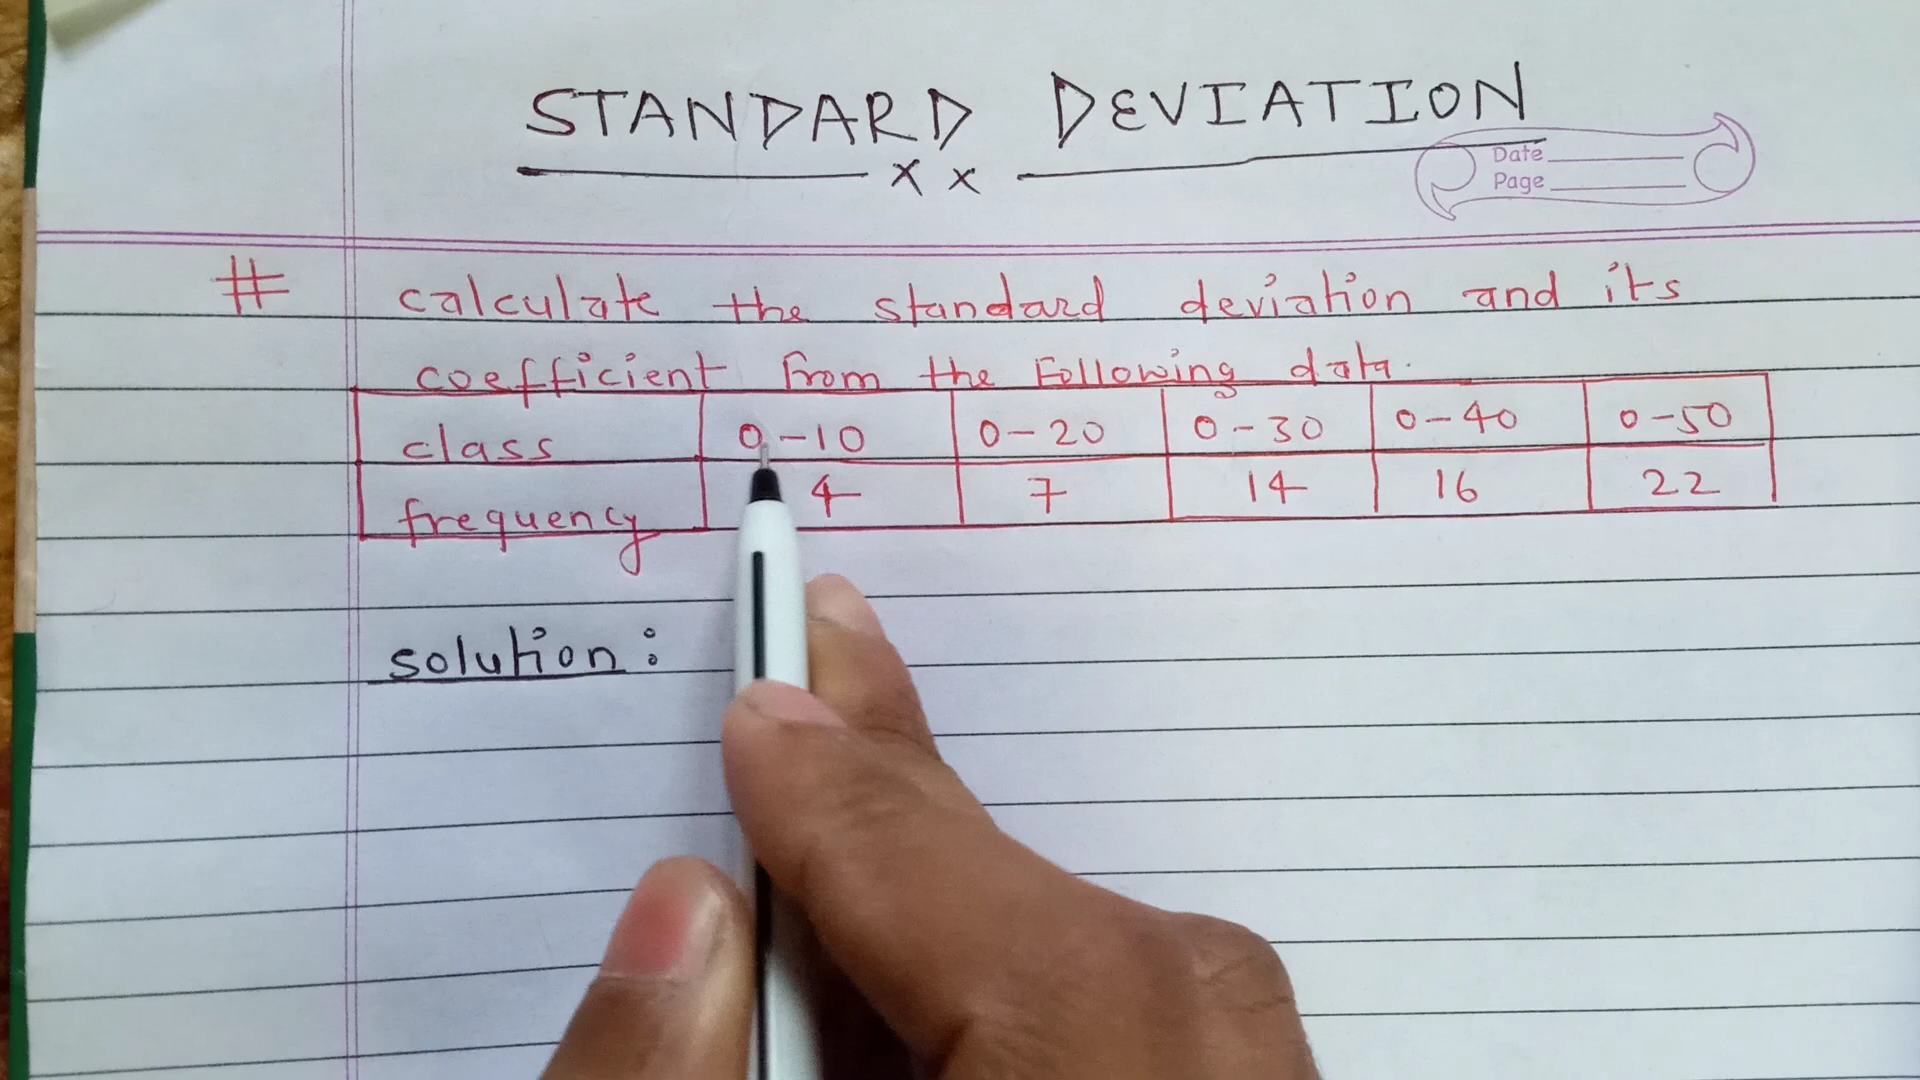 STANDARD DEVIATION
x x
Date
Page
# calculate the standard deviation and its
coefficient from the following data.
class 0-10 0-20 0-30 0-40 0-50
frequency 4 7 14 16 22
solution: